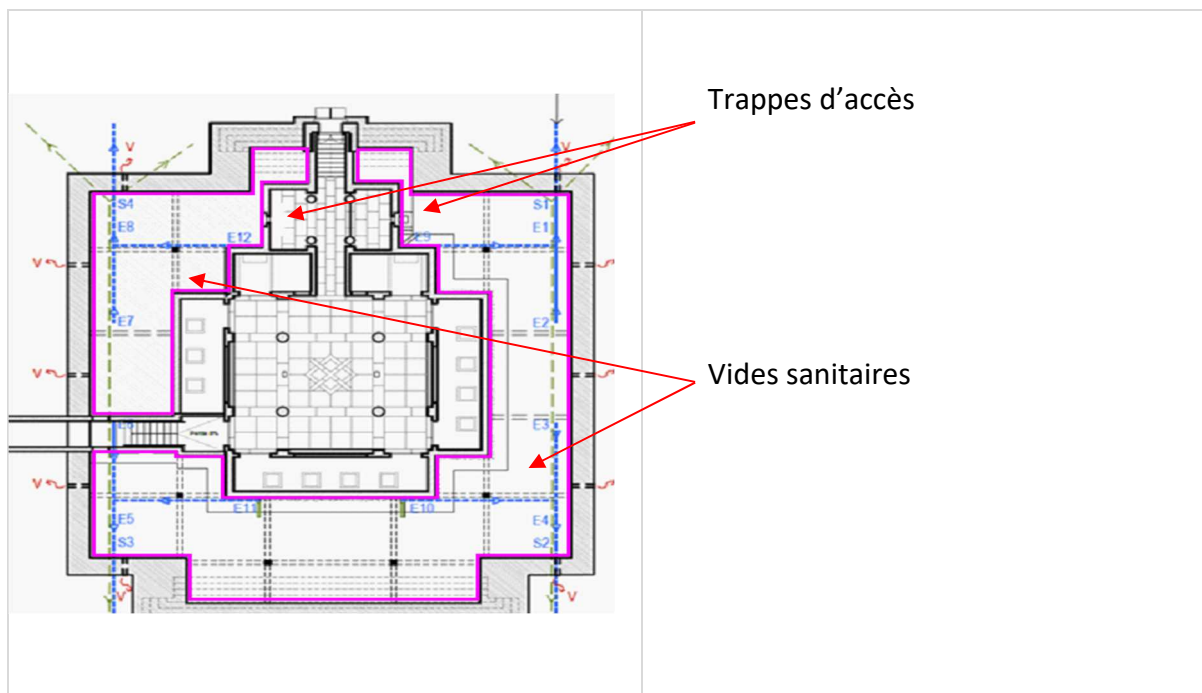 Trappes d’accès
V
V
S4
S1
E8
E1
E12
E9
V
V
E7
E2
Vides sanitaires
V
V
E6
E3
V
V
E11
E10
E5
E4
S3
S2
V
V